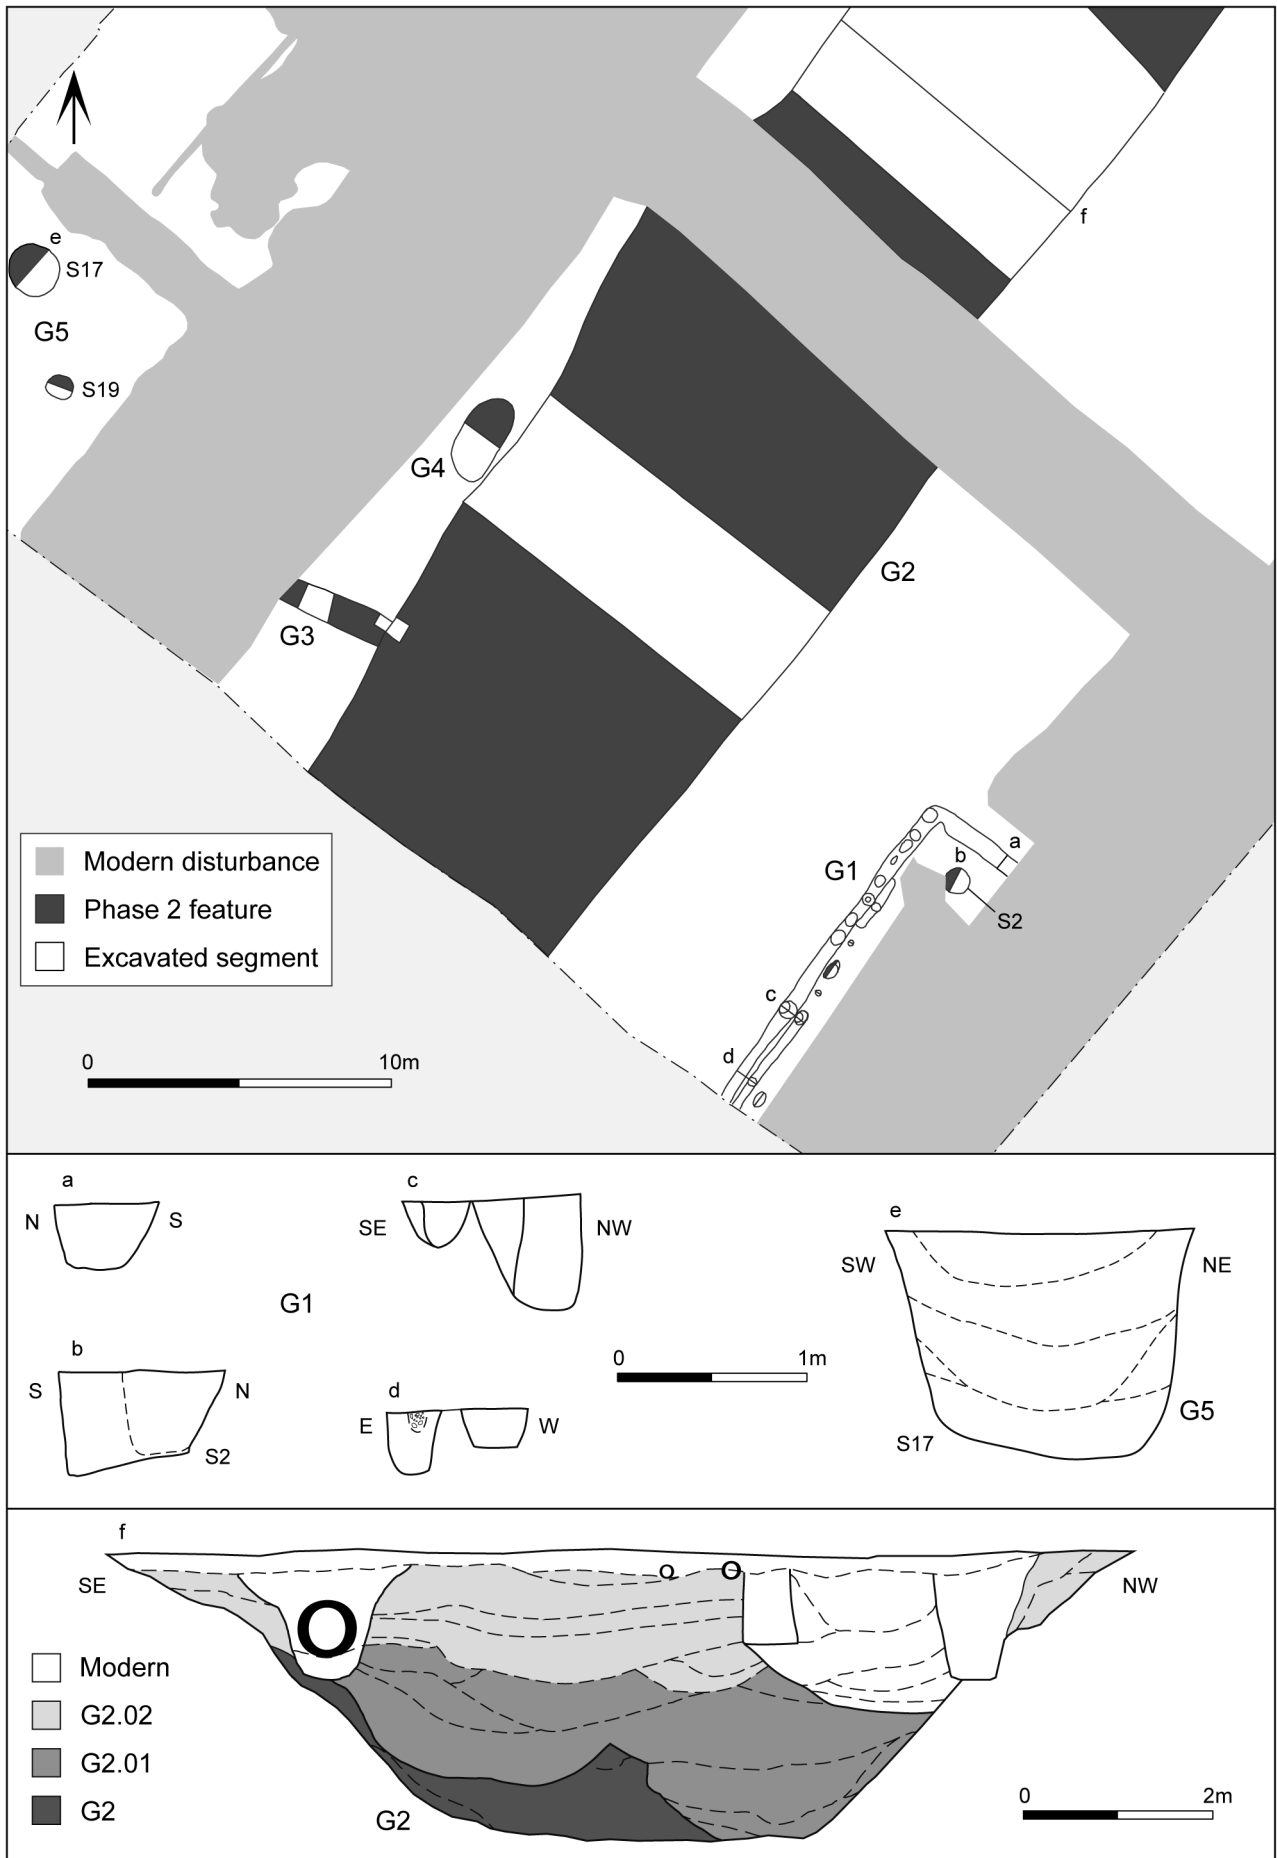 f
e
S17
G5
S19
G4
G2
G3
a
G1
b
S2
c
d
Modern disturbance
Phase 2 feature
Excavated segment
0 10m
a
N S
c
SE NW
e
SW NE
G1
b
S N
S2
d
E W
0 1m
G5
S17
f
SE NW
Modern
G2.02
G2.01
G2
G2
0 2m